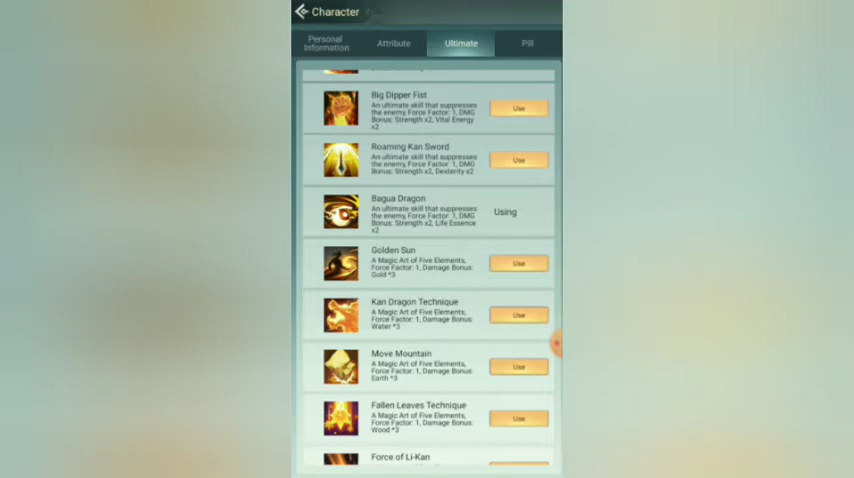 Character
Personal
Information
Attribute
Ultimate
Pill
Big Dipper Fist
An ultimate skill that suppresses
the enemy, Force Factor: 1, DMG
Bonus: Strength x2, Vital Energy
x2
Use
Roaming Kan Sword
An ultimate skill that suppresses
the enemy, Force Factor: 1, DMG
Bonus: Strength x2, Dexterity x2
Use
Bagua Dragon
An ultimate skill that suppresses
the enemy, Force Factor: 1, DMG
Bonus: Strength x2, Life Essence
x2
Using
Golden Sun
A Magic Art of Five Elements,
Force Factor: 1, Damage Bonus:
Gold *3
Use
Kan Dragon Technique
A Magic Art of Five Elements,
Force Factor: 1, Damage Bonus:
Water *3
Use
Move Mountain
A Magic Art of Five Elements,
Force Factor: 1, Damage Bonus:
Earth *3
Use
Fallen Leaves Technique
A Magic Art of Five Elements,
Force Factor: 1, Damage Bonus:
Wood *3
Use
Force of Li-Kan